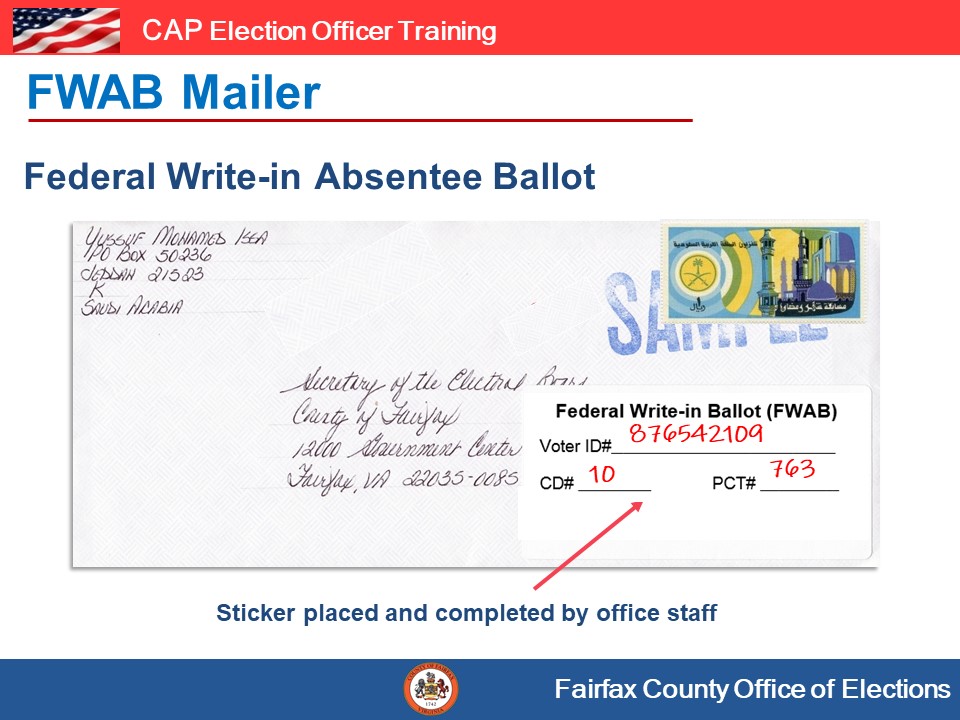 CAP Election Officer Training
FWAB Mailer
Federal Write-in Absentee Ballot
YUSSUF MOHAMED ISSA
PO BOX 50236
JEDDAH 21523
K
SAUDI ARABIA
SAMPLE
Secretary of the Electoral Board
County of Fairfax
12000 Government Center
Fairfax, VA 22035-0085
Federal Write-in Ballot (FWAB)
Voter ID# 876542109
CD# 10 PCT# 763
Sticker placed and completed by office staff
Fairfax County Office of Elections